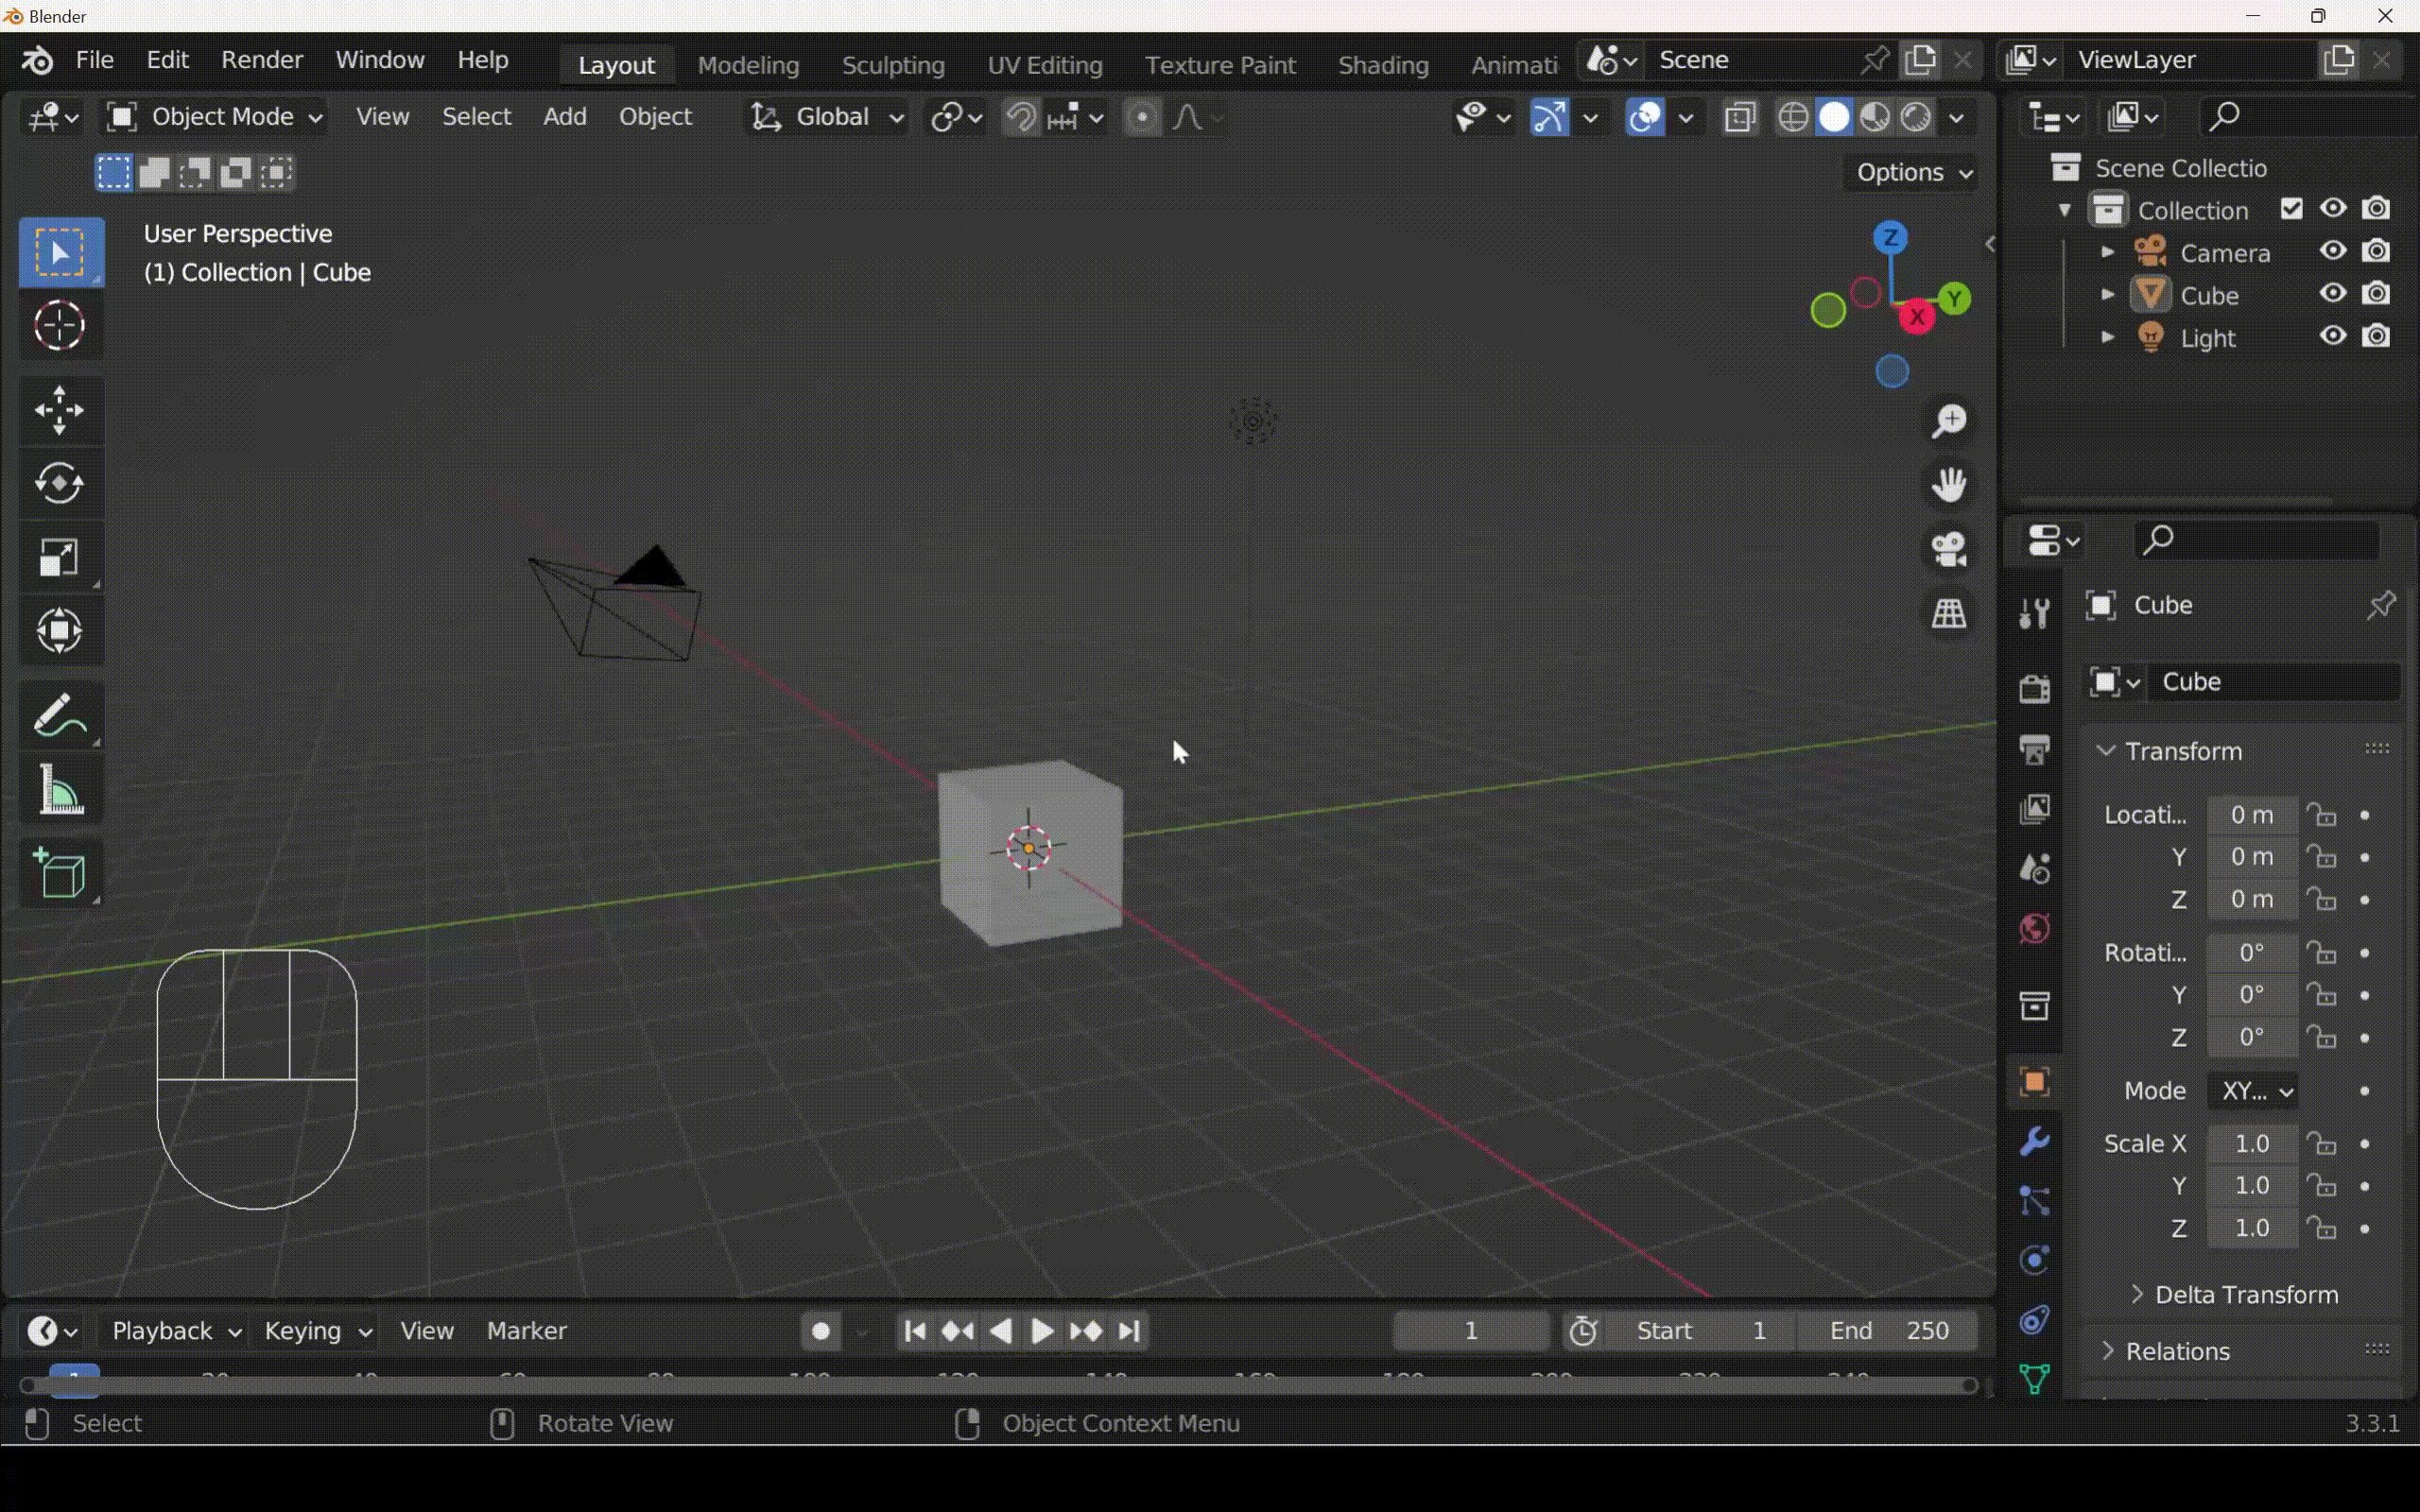 Blender
File Edit Render Window Help Layout Modeling Sculpting UV Editing Texture Paint Shading Animati Scene ViewLayer
Object Mode View Select Add Object Global
Options
User Perspective
(1) Collection | Cube
Z
Y
X
Scene Collectio
Collection
Camera
Cube
Light
Cube
Cube
Transform
Locati... 0 m
Y 0 m
Z 0 m
Rotati... 0°
Y 0°
Z 0°
Mode XY...
Scale X 1.0
Y 1.0
Z 1.0
Delta Transform
Relations
Playback Keying View Marker 1 Start 1 End 250
Select Rotate View Object Context Menu 3.3.1